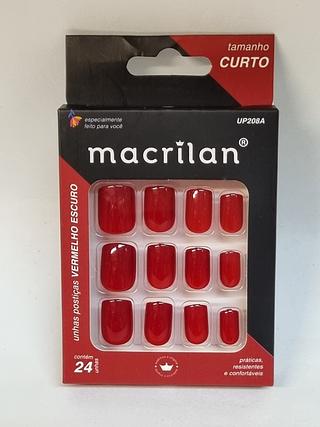 tamanho
CURTO
especialmente
feito para você
UP208A
macrilan®
unhas postiças VERMELHO ESCURO
contém
24 unhas
práticas,
resistentes
e confortáveis